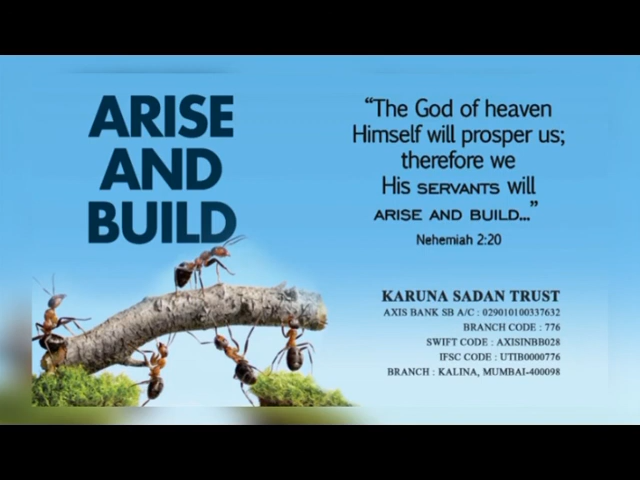 ARISE
AND
BUILD
“The God of heaven
Himself will prosper us;
therefore we
His SERVANTS will
ARISE AND BUILD...”
Nehemiah 2:20
KARUNA SADAN TRUST
AXIS BANK SB A/C : 029010100337632
BRANCH CODE : 776
SWIFT CODE : AXISINBB028
IFSC CODE : UTIB0000776
BRANCH : KALINA, MUMBAI-400098